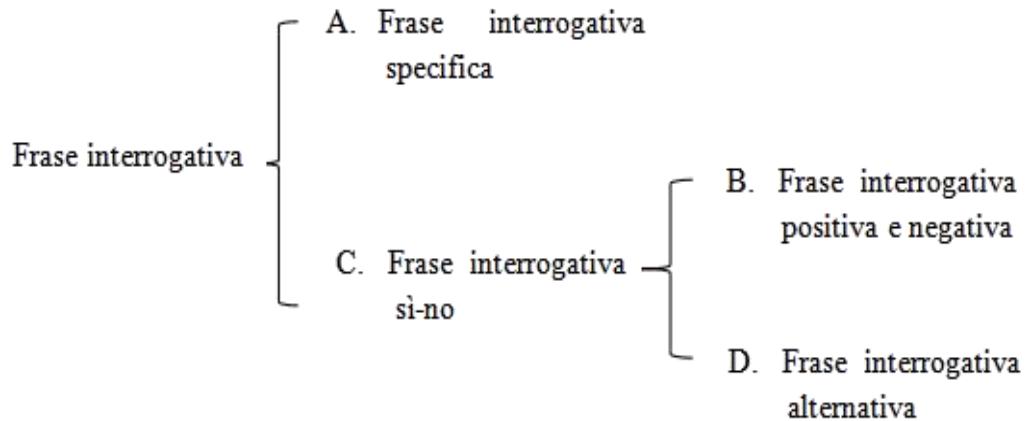 A. Frase interrogativa
specifica
Frase interrogativa
B. Frase interrogativa
positiva e negativa
C. Frase interrogativa
sì-no
D. Frase interrogativa
alternativa